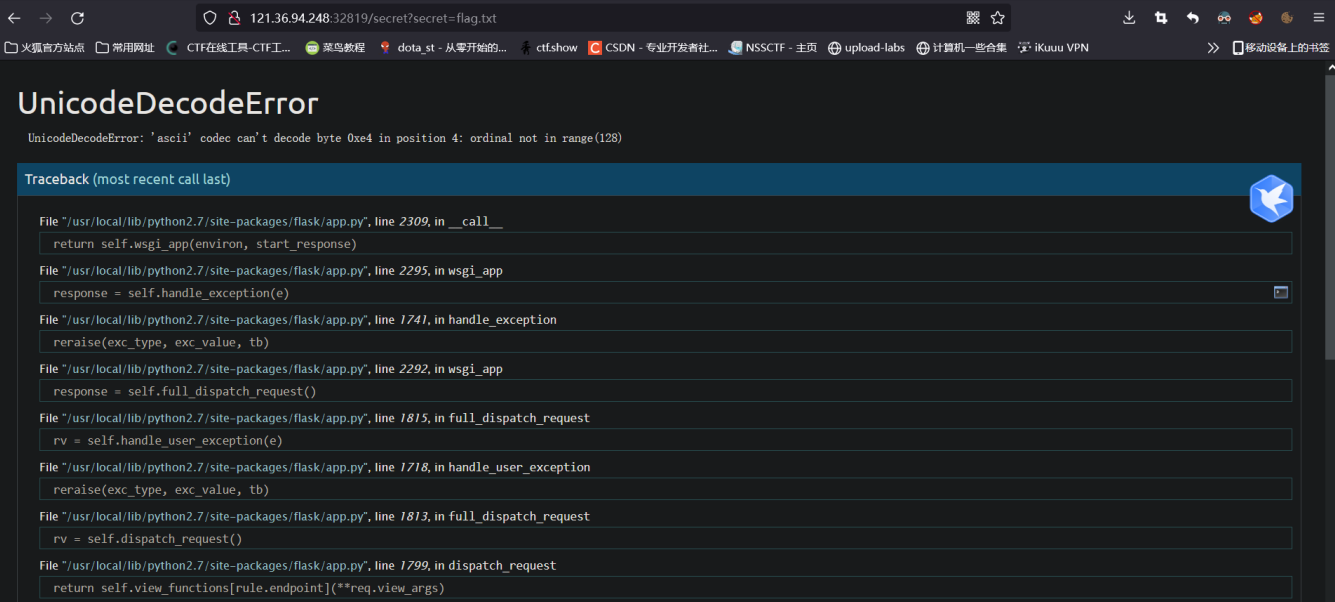 121.36.94.248:32819/secret?secret=flag.txt
火狐官方站点 常用网址 CTF在线工具-CTF工... 菜鸟教程 dota_st - 从零开始的... ctf.show CSDN - 专业开发者社... NSSCTF - 主页 upload-labs 计算机一些合集 iKuuu VPN 移动设备上的书签
UnicodeDecodeError
UnicodeDecodeError: 'ascii' codec can't decode byte 0xe4 in position 4: ordinal not in range(128)
Traceback (most recent call last)
File "/usr/local/lib/python2.7/site-packages/flask/app.py", line 2309, in __call__
return self.wsgi_app(environ, start_response)
File "/usr/local/lib/python2.7/site-packages/flask/app.py", line 2295, in wsgi_app
response = self.handle_exception(e)
File "/usr/local/lib/python2.7/site-packages/flask/app.py", line 1741, in handle_exception
reraise(exc_type, exc_value, tb)
File "/usr/local/lib/python2.7/site-packages/flask/app.py", line 2292, in wsgi_app
response = self.full_dispatch_request()
File "/usr/local/lib/python2.7/site-packages/flask/app.py", line 1815, in full_dispatch_request
rv = self.handle_user_exception(e)
File "/usr/local/lib/python2.7/site-packages/flask/app.py", line 1718, in handle_user_exception
reraise(exc_type, exc_value, tb)
File "/usr/local/lib/python2.7/site-packages/flask/app.py", line 1813, in full_dispatch_request
rv = self.dispatch_request()
File "/usr/local/lib/python2.7/site-packages/flask/app.py", line 1799, in dispatch_request
return self.view_functions[rule.endpoint](**req.view_args)